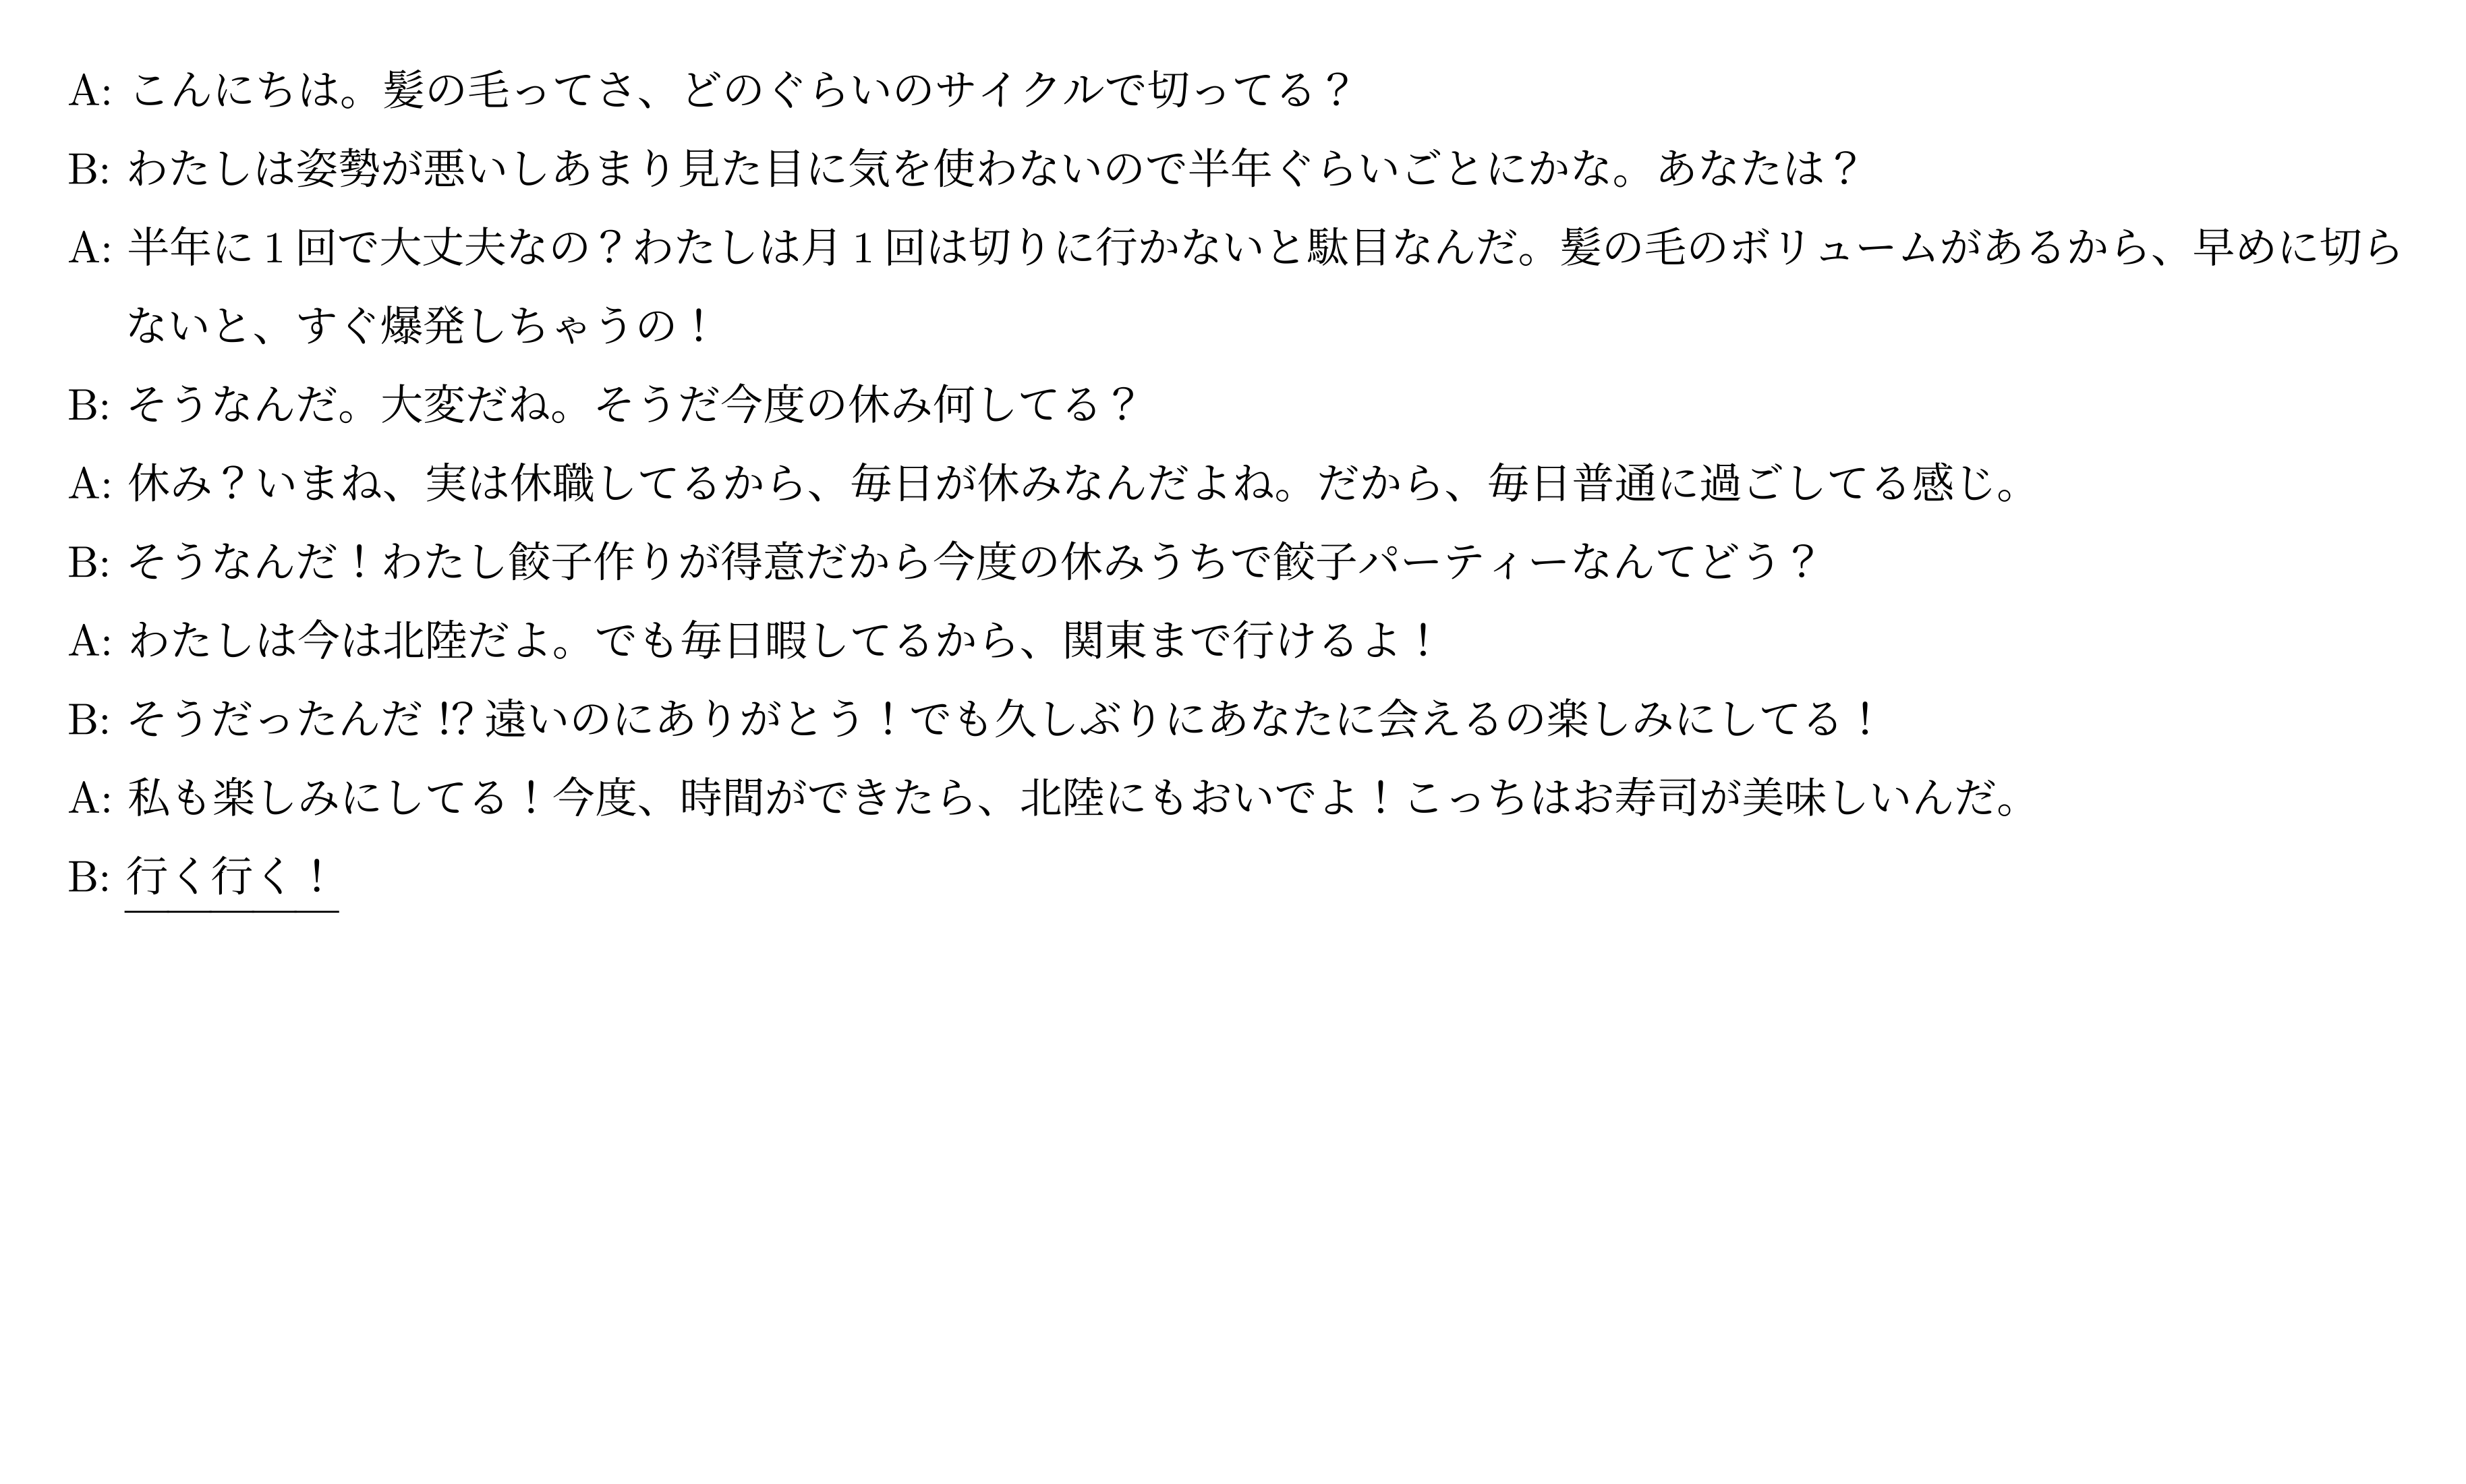 A: こんにちは。髪の毛ってさ、どのぐらいのサイクルで切ってる？
B: わたしは姿勢が悪いしあまり見た目に気を使わないので半年ぐらいごとにかな。あなたは？
A: 半年に1回で大丈夫なの？わたしは月1回は切りに行かないと駄目なんだ。髪の毛のボリュームがあるから、早めに切ら
ないと、すぐ爆発しちゃうの！
B: そうなんだ。大変だね。そうだ今度の休み何してる？
A: 休み？いまね、実は休職してるから、毎日が休みなんだよね。だから、毎日普通に過ごしてる感じ。
B: そうなんだ！わたし餃子作りが得意だから今度の休みうちで餃子パーティーなんてどう？
A: わたしは今は北陸だよ。でも毎日暇してるから、関東まで行けるよ！
B: そうだったんだ!?遠いのにありがとう！でも久しぶりにあなたに会えるの楽しみにしてる！
A: 私も楽しみにしてる！今度、時間ができたら、北陸にもおいでよ！こっちはお寿司が美味しいんだ。
B: 行く行く！